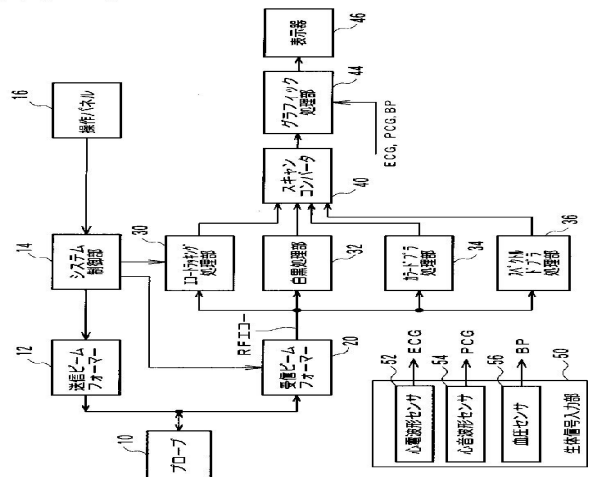 10
プローブ
12
送信ビーム
フォーマー
14
システム
制御部
16
操作パネル
20
受信ビーム
フォーマー
RFエコー
30
エコートラッキング
処理部
32
白黒処理部
34
カラードプラ
処理部
36
スペクトル
ドプラ
処理部
40
スキャン
コンバータ
ECG, PCG, BP
44
グラフィック
処理部
46
表示器
50
生体信号入力部
52
心電波形センサ
ECG
54
心音波形センサ
PCG
56
血圧センサ
BP